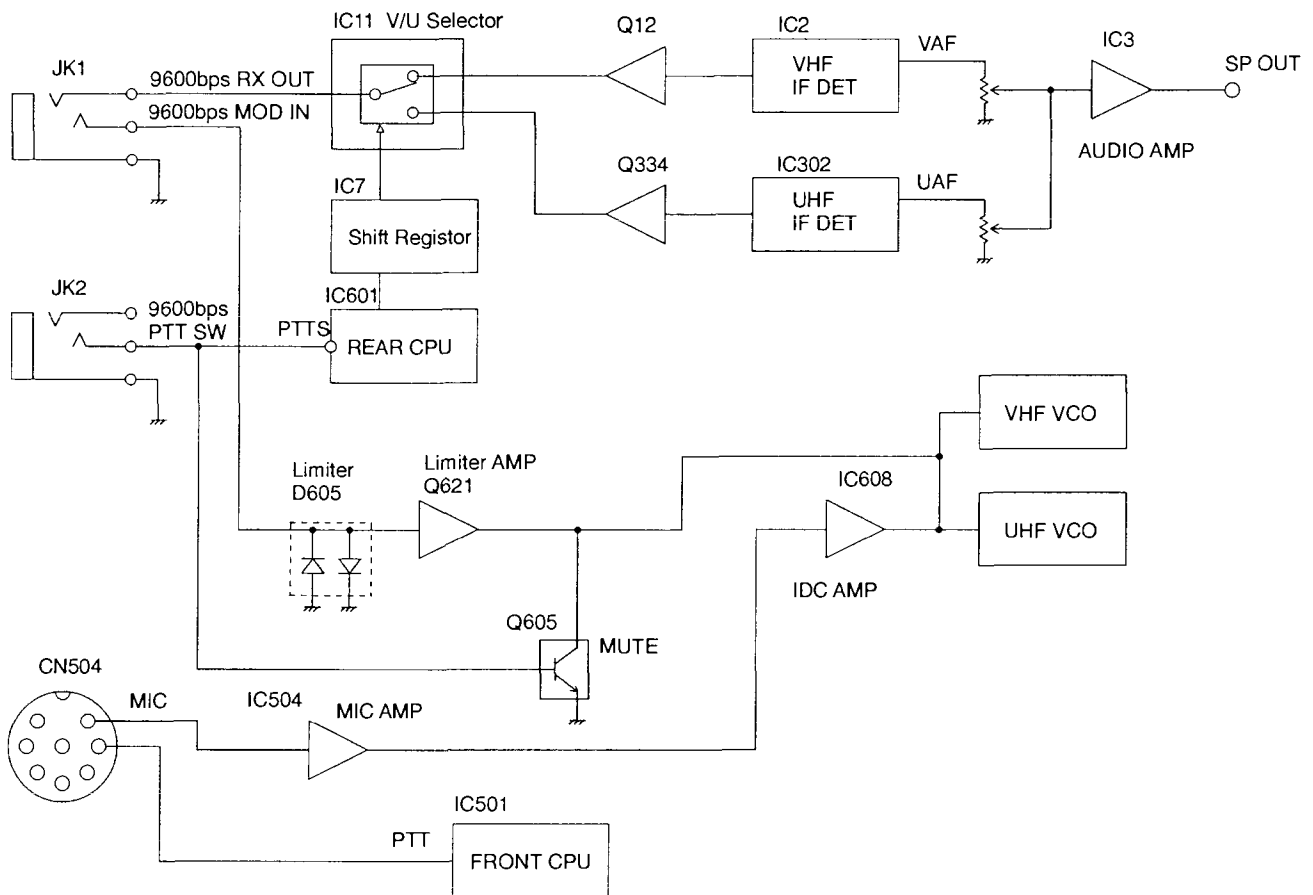 IC11 V/U Selector
Q12
IC2
VHF
IF DET
VAF
IC3
SP OUT
AUDIO AMP
JK1
9600bps RX OUT
9600bps MOD IN
Q334
IC302
UHF
IF DET
UAF
IC7
Shift Registor
JK2
9600bps
PTT SW
PTTS
IC601
REAR CPU
VHF VCO
Limiter
D605
Limiter AMP
Q621
IC608
UHF VCO
IDC AMP
Q605
MUTE
CN504
MIC
IC504
MIC AMP
IC501
PTT
FRONT CPU